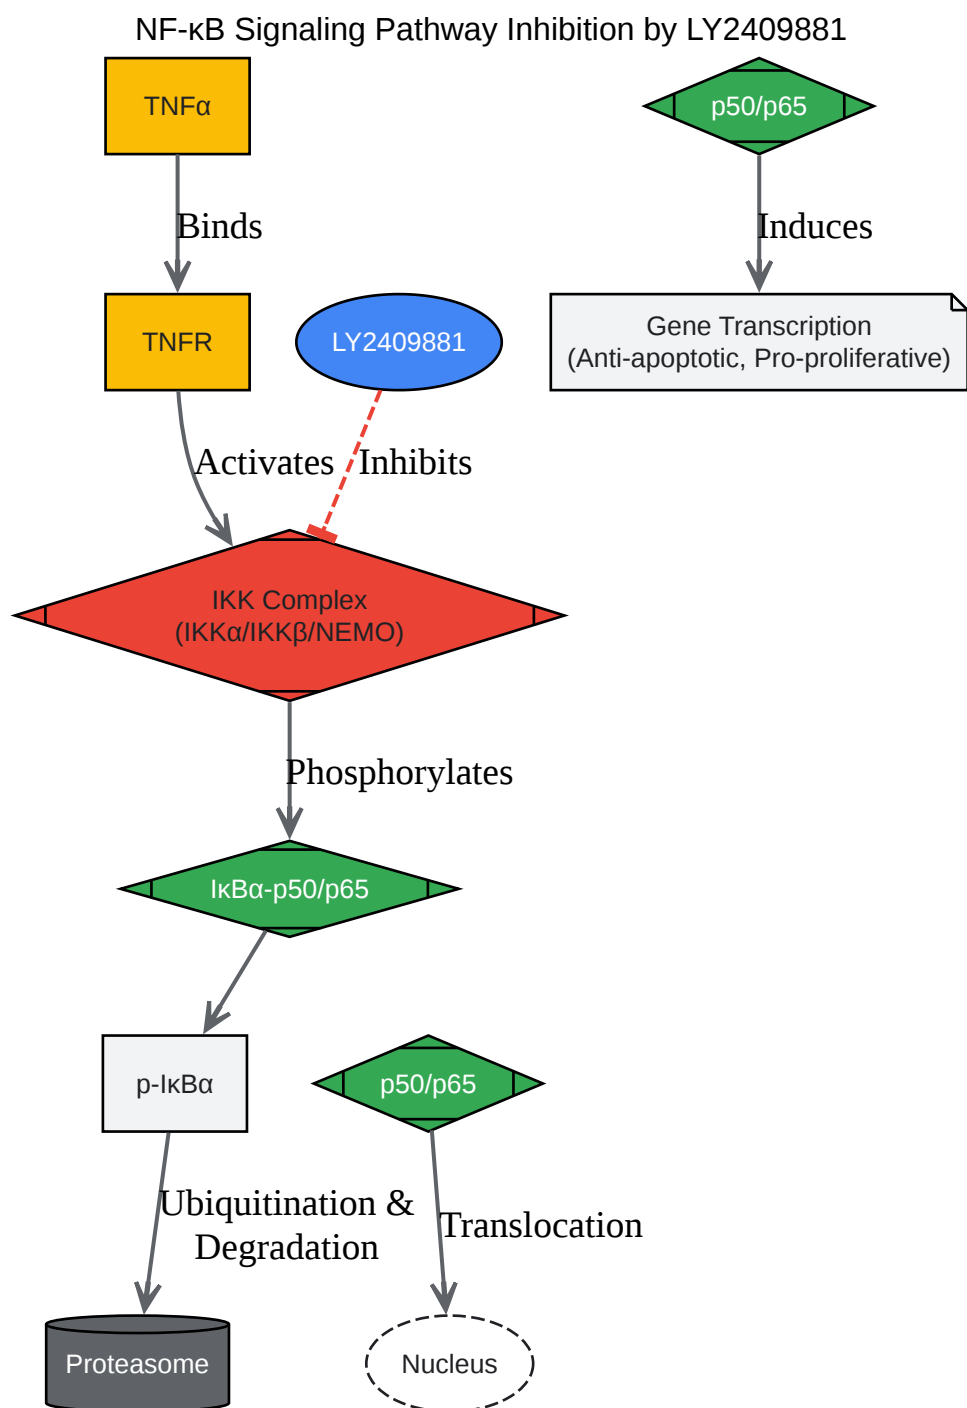 NF-κB Signaling Pathway Inhibition by LY2409881
TNFα
p50/p65
Binds
Induces
TNFR
LY2409881
Gene Transcription
(Anti-apoptotic, Pro-proliferative)
Activates
Inhibits
IKK Complex
(IKKα/IKKβ/NEMO)
Phosphorylates
IκBα-p50/p65
p-IκBα
p50/p65
Ubiquitination &
Degradation
Translocation
Proteasome
Nucleus